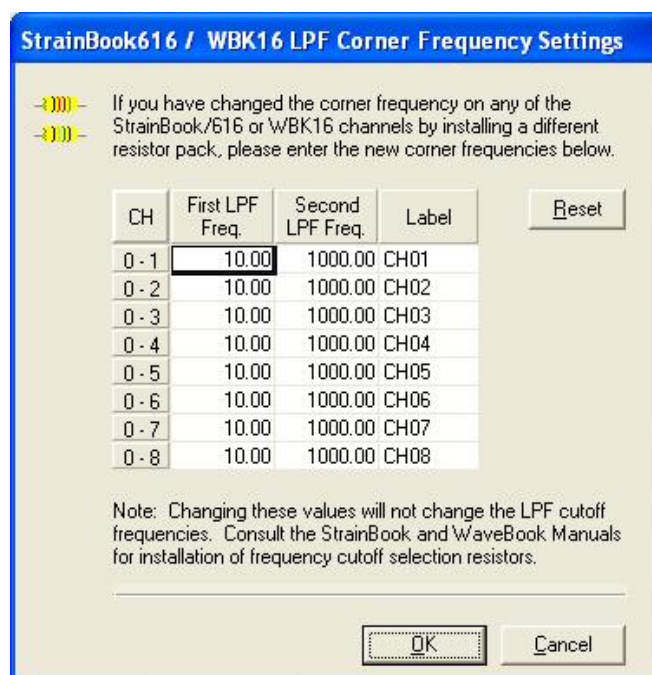 StrainBook616 / WBK16 LPF Corner Frequency Settings
If you have changed the corner frequency on any of the
StrainBook/616 or WBK16 channels by installing a different
resistor pack, please enter the new corner frequencies below.
CH First LPF Freq. Second LPF Freq. Label
Reset
0 - 1 10.00 1000.00 CH01
0 - 2 10.00 1000.00 CH02
0 - 3 10.00 1000.00 CH03
0 - 4 10.00 1000.00 CH04
0 - 5 10.00 1000.00 CH05
0 - 6 10.00 1000.00 CH06
0 - 7 10.00 1000.00 CH07
0 - 8 10.00 1000.00 CH08
Note: Changing these values will not change the LPF cutoff
frequencies. Consult the StrainBook and WaveBook Manuals
for installation of frequency cutoff selection resistors.
OK Cancel